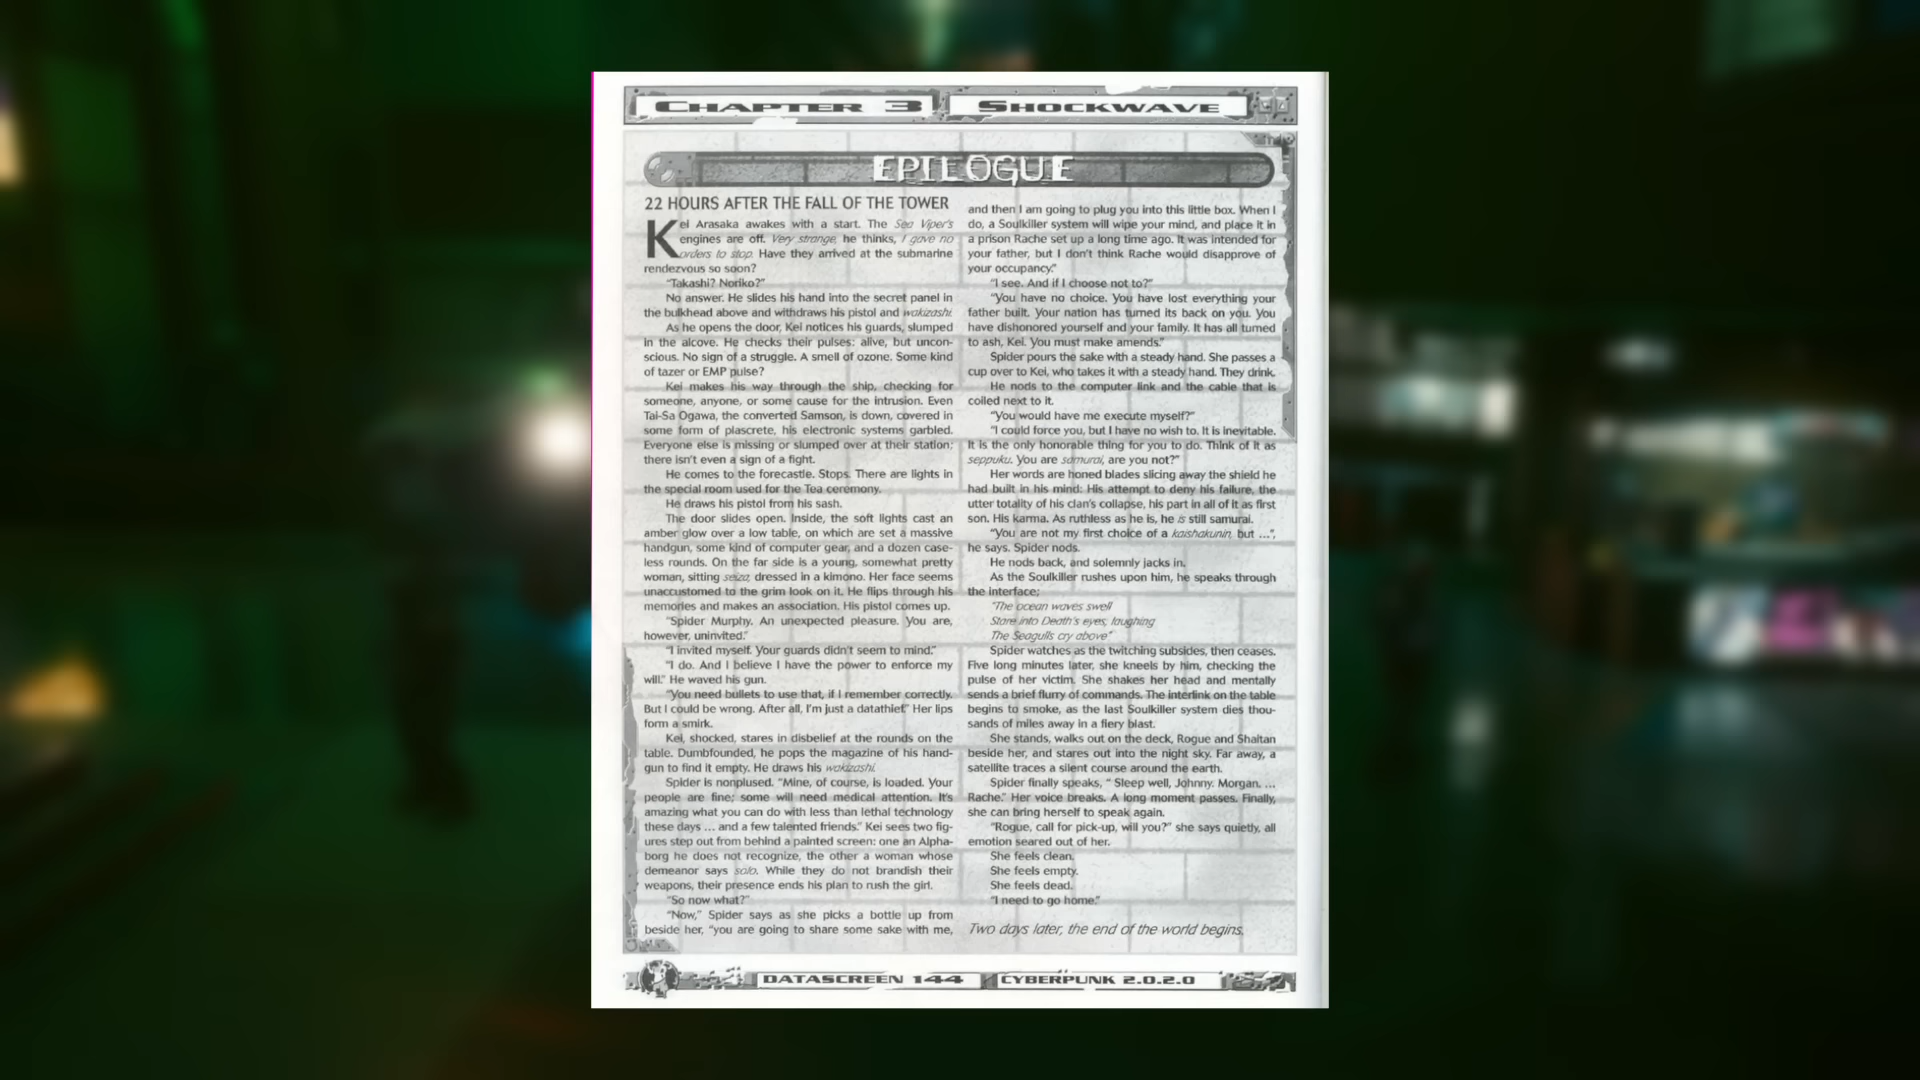 CHAPTER 3 SHOCKWAVE
EPILOGUE
22 HOURS AFTER THE FALL OF THE TOWER
Kei Arasaka awakes with a start. The Sea Viper's
engines are off. Very strange, he thinks, I gave no
orders to stop. Have they arrived at the submarine
rendezvous so soon?
"Takashi? Noriko?"
No answer. He slides his hand into the secret panel in
the bulkhead above and withdraws his pistol and wakizashi.
As he opens the door, Kei notices his guards, slumped
in the alcove. He checks their pulses: alive, but uncon-
scious. No sign of a struggle. A smell of ozone. Some kind
of tazer or EMP pulse?
Kei makes his way through the ship, checking for
someone, anyone, or some cause for the intrusion. Even
Tai-Sa Ogawa, the converted Samson, is down, covered in
some form of plascrete, his electronic systems garbled.
Everyone else is missing or slumped over at their station;
there isn't even a sign of a fight.
He comes to the forecastle. Stops. There are lights in
the special room used for the Tea ceremony.
He draws his pistol from his sash.
The door slides open. Inside, the soft lights cast an
amber glow over a low table, on which are set a massive
handgun, some kind of computer gear, and a dozen case-
less rounds. On the far side is a young, somewhat pretty
woman, sitting seiza, dressed in a kimono. Her face seems
unaccustomed to the grim look on it. He flips through his
memories and makes an association. His pistol comes up.
"Spider Murphy. An unexpected pleasure. You are,
however, uninvited."
"I invited myself. Your guards didn't seem to mind."
"I do. And I believe I have the power to enforce my
will." He waved his gun.
"You need bullets to use that, if I remember correctly.
But I could be wrong. After all, I'm just a datathief." Her lips
form a smirk.
Kei, shocked, stares in disbelief at the rounds on the
table. Dumbfounded, he pops the magazine of his hand-
gun to find it empty. He draws his wakizashi.
Spider is nonplused. "Mine, of course, is loaded. Your
people are fine; some will need medical attention. It's
amazing what you can do with less than lethal technology
these days ... and a few talented friends." Kei sees two fig-
ures step out from behind a painted screen: one an Alpha-
borg he does not recognize, the other a woman whose
demeanor says solo. While they do not brandish their
weapons, their presence ends his plan to rush the girl.
"So now what?"
"Now," Spider says as she picks a bottle up from
beside her, "you are going to share some sake with me,
and then I am going to plug you into this little box. When I
do, a Soulkiller system will wipe your mind, and place it in
a prison Rache set up a long time ago. It was intended for
your father, but I don't think Rache would disapprove of
your occupancy."
"I see. And if I choose not to?"
"You have no choice. You have lost everything your
father built. Your nation has turned its back on you. You
have dishonored yourself and your family. It has all turned
to ash, Kei. You must make amends."
Spider pours the sake with a steady hand. She passes a
cup over to Kei, who takes it with a steady hand. They drink.
He nods to the computer link and the cable that is
coiled next to it.
"You would have me execute myself?"
"I could force you, but I have no wish to. It is inevitable.
It is the only honorable thing for you to do. Think of it as
seppuku. You are samurai, are you not?"
Her words are honed blades slicing away the shield he
had built in his mind: His attempt to deny his failure, the
utter totality of his clan's collapse, his part in all of it as first
son. His karma. As ruthless as he is, he is still samurai.
"You are not my first choice of a kaishakunin, but ...",
he says. Spider nods.
He nods back, and solemnly jacks in.
As the Soulkiller rushes upon him, he speaks through
the interface;
"The ocean waves swell
Stare into Death's eyes, laughing
The Seagulls cry above"
Spider watches as the twitching subsides, then ceases.
Five long minutes later, she kneels by him, checking the
pulse of her victim. She shakes her head and mentally
sends a brief flurry of commands. The interlink on the table
begins to smoke, as the last Soulkiller system dies thou-
sands of miles away in a fiery blast.
She stands, walks out on the deck, Rogue and Shaitan
beside her, and stares out into the night sky. Far away, a
satellite traces a silent course around the earth.
Spider finally speaks, " Sleep well, Johnny. Morgan. ...
Rache." Her voice breaks. A long moment passes. Finally,
she can bring herself to speak again.
"Rogue, call for pick-up, will you?" she says quietly, all
emotion seared out of her.
She feels clean.
She feels empty.
She feels dead.
"I need to go home."
Two days later, the end of the world begins.
DATASCREEN 144 CYBERPUNK 2.0.2.0